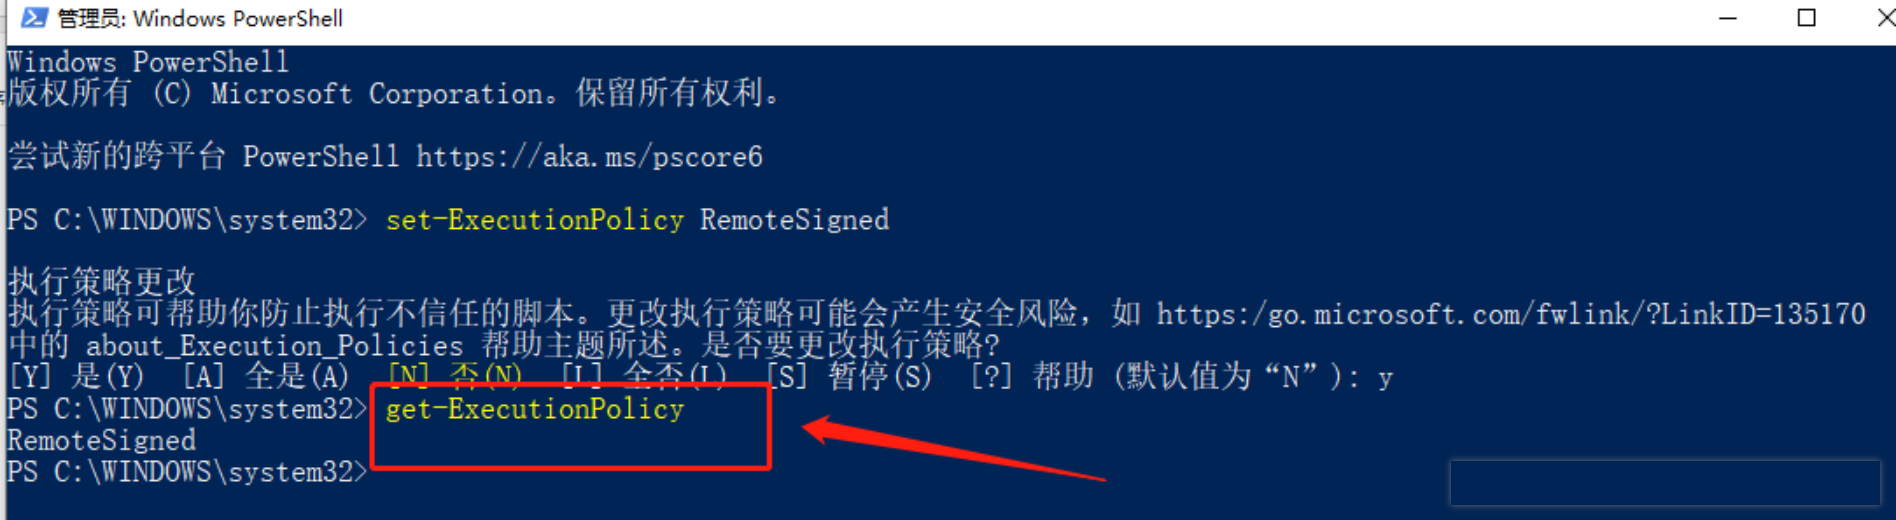 管理员: Windows PowerShell
Windows PowerShell
版权所有 (C) Microsoft Corporation。保留所有权利。
尝试新的跨平台 PowerShell https://aka.ms/pscore6
PS C:\WINDOWS\system32> set-ExecutionPolicy RemoteSigned
执行策略更改
执行策略可帮助你防止执行不信任的脚本。更改执行策略可能会产生安全风险，如 https:/go.microsoft.com/fwlink/?LinkID=135170
中的 about_Execution_Policies 帮助主题所述。是否要更改执行策略?
[Y] 是(Y)  [A] 全是(A)  [N] 否(N)  [L] 全否(L)  [S] 暂停(S)  [?] 帮助 (默认值为“N”): y
PS C:\WINDOWS\system32> get-ExecutionPolicy
RemoteSigned
PS C:\WINDOWS\system32>